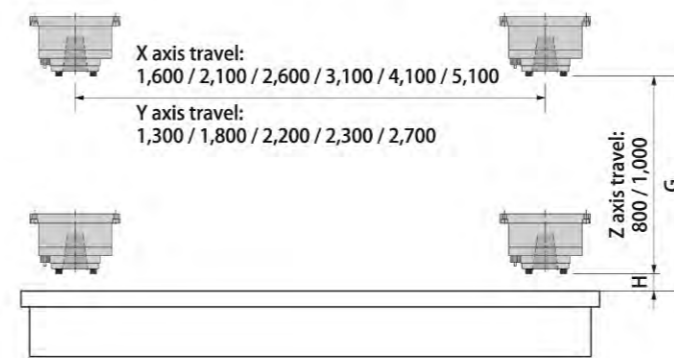 X axis travel:
1,600 / 2,100 / 2,600 / 3,100 / 4,100 / 5,100
Y axis travel:
1,300 / 1,800 / 2,200 / 2,300 / 2,700
Z axis travel:
800 / 1,000
G
H